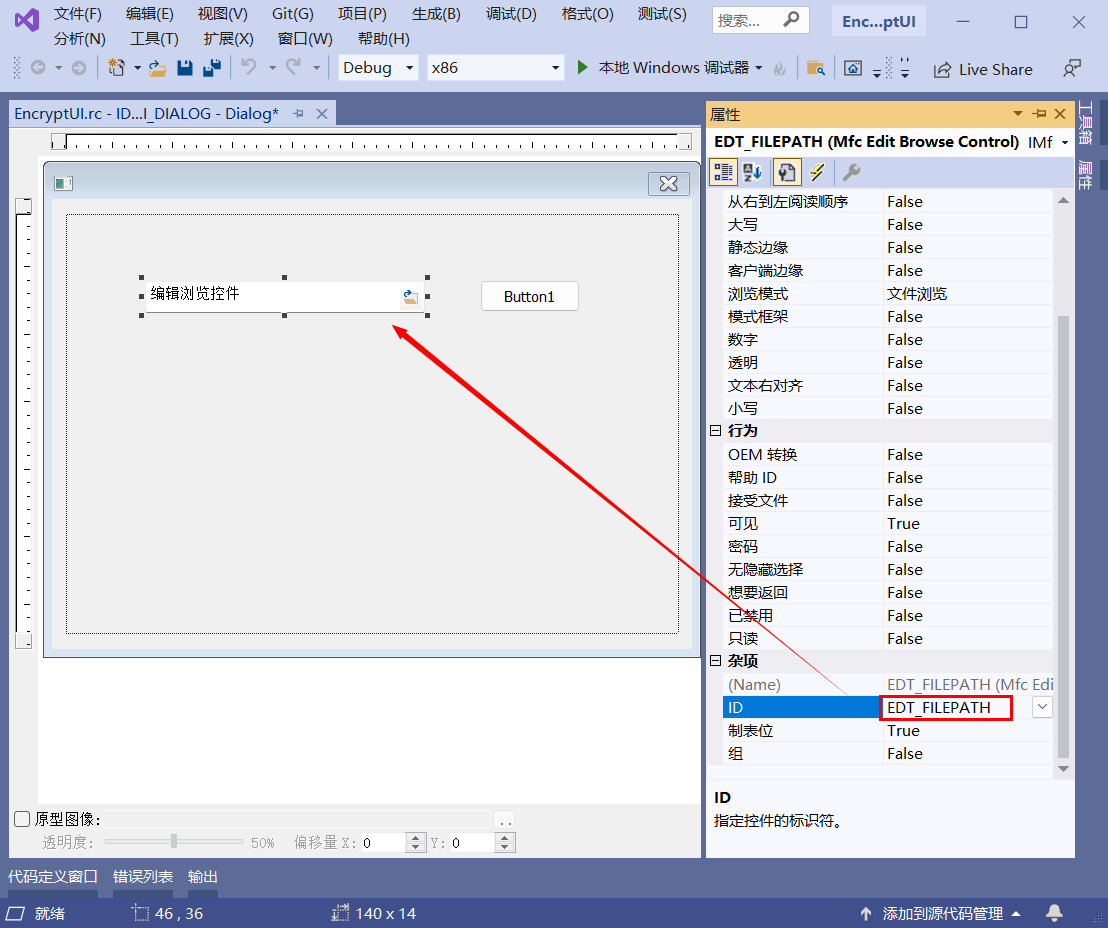 文件(F) 编辑(E) 视图(V) Git(G) 项目(P) 生成(B) 调试(D) 格式(O) 测试(S) 搜索... Enc...ptUI
分析(N) 工具(T) 扩展(X) 窗口(W) 帮助(H)
Debug x86 本地 Windows 调试器 Live Share
EncryptUI.rc - ID...I_DIALOG - Dialog*
编辑浏览控件
Button1
原型图像:
..
透明度: 50% 偏移量 X: 0 Y: 0
属性
EDT_FILEPATH (Mfc Edit Browse Control) IMf
从右到左阅读顺序 False
大写 False
静态边缘 False
客户端边缘 False
浏览模式 文件浏览
模式框架 False
数字 False
透明 False
文本右对齐 False
小写 False
行为
OEM 转换 False
帮助 ID False
接受文件 False
可见 True
密码 False
无隐藏选择 False
想要返回 False
已禁用 False
只读 False
杂项
(Name) EDT_FILEPATH (Mfc Edi
ID EDT_FILEPATH
制表位 True
组 False
ID
指定控件的标识符。
工具箱
属性
代码定义窗口 错误列表 输出
就绪 46 , 36 140 x 14 添加到源代码管理